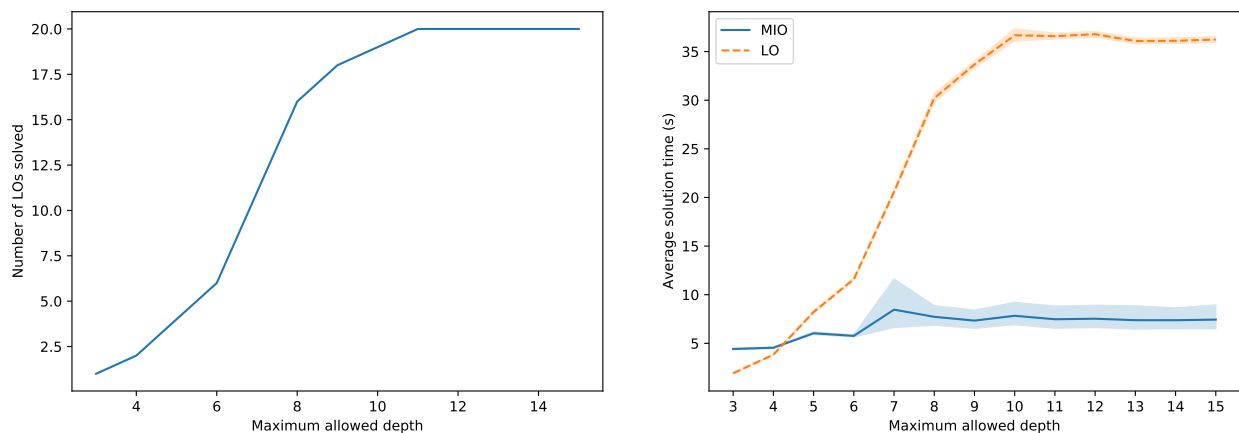 20.0
17.5
15.0
12.5
10.0
7.5
5.0
2.5
Number of LOs solved
4 6 8 10 12 14
Maximum allowed depth
MIO
LO
35
30
25
20
15
10
5
Average solution time (s)
3 4 5 6 7 8 9 10 11 12 13 14 15
Maximum allowed depth